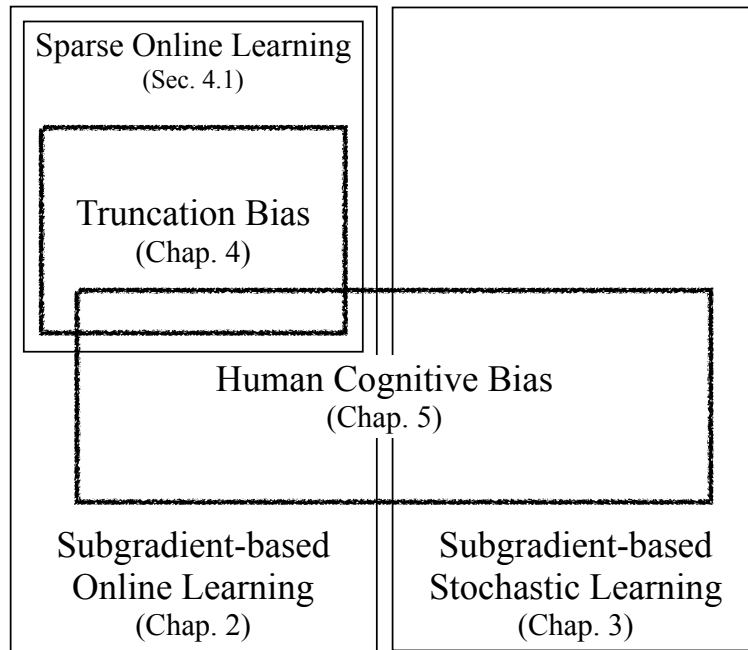 Sparse Online Learning
(Sec. 4.1)
Truncation Bias
(Chap. 4)
Human Cognitive Bias
(Chap. 5)
Subgradient-based
Online Learning
(Chap. 2)
Subgradient-based
Stochastic Learning
(Chap. 3)